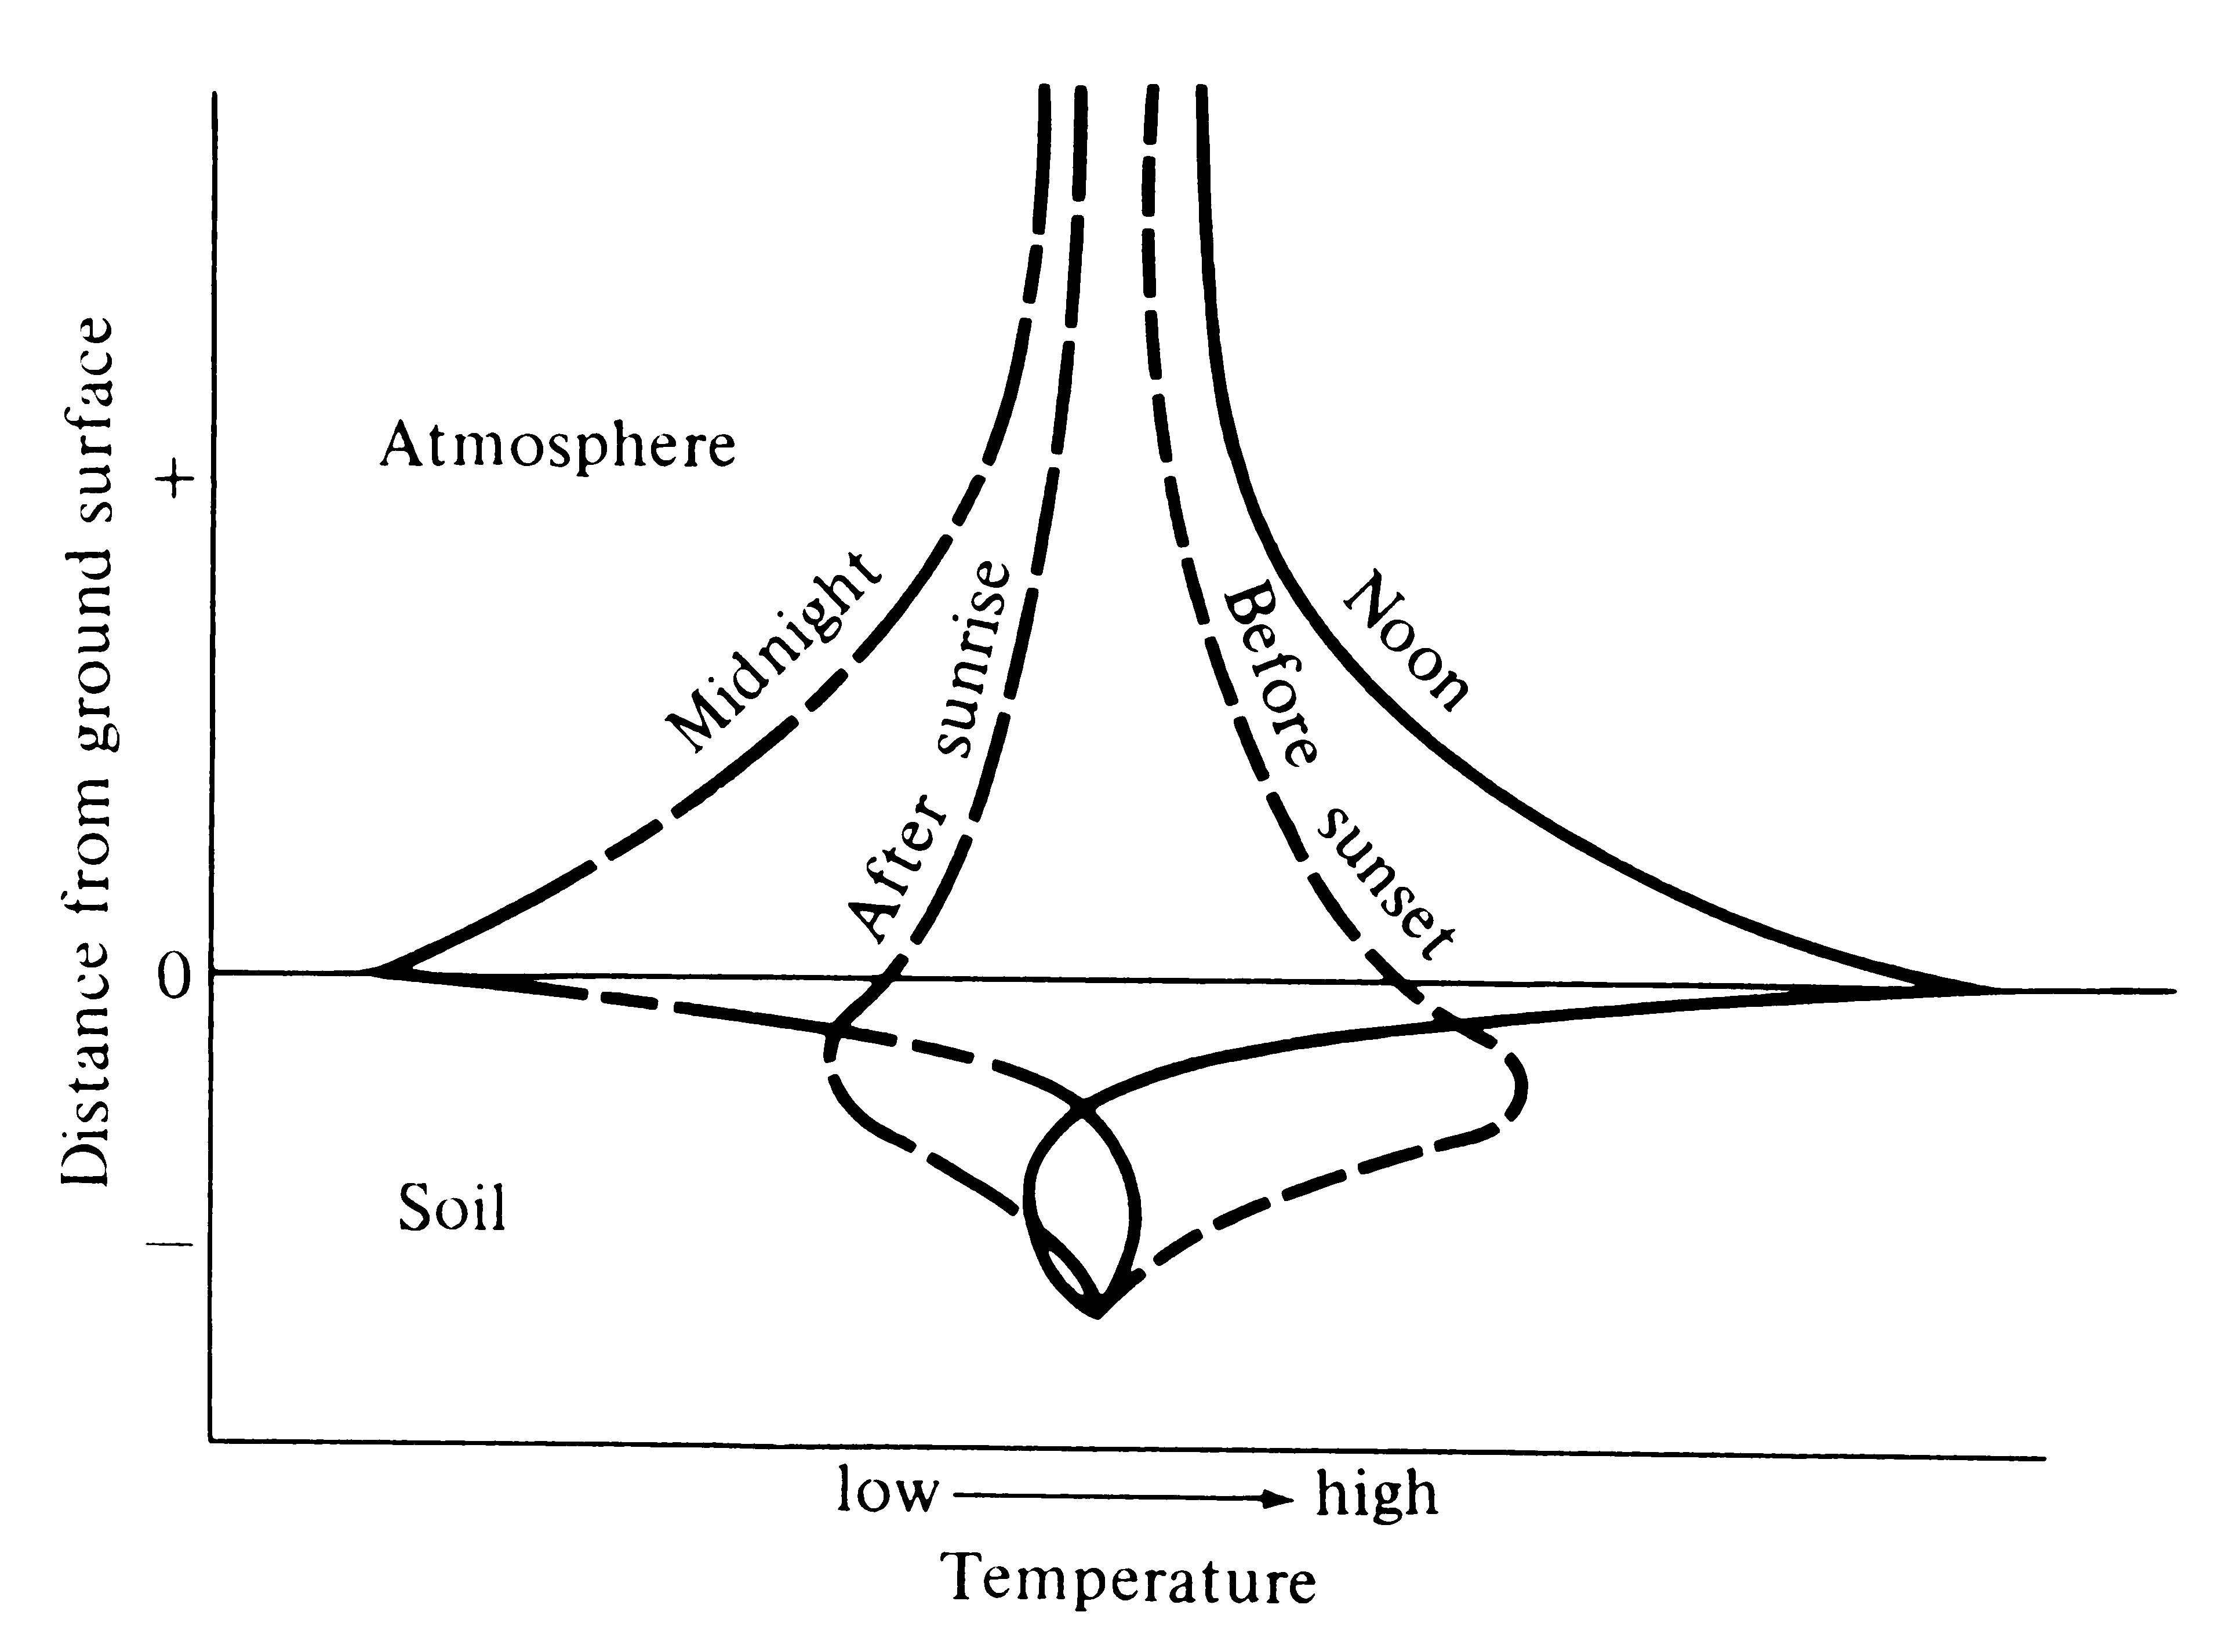 Distance from ground surface
+
0
—
Atmosphere
Midnight
After sunrise
Before sunset
Noon
Soil
low
high
Temperature